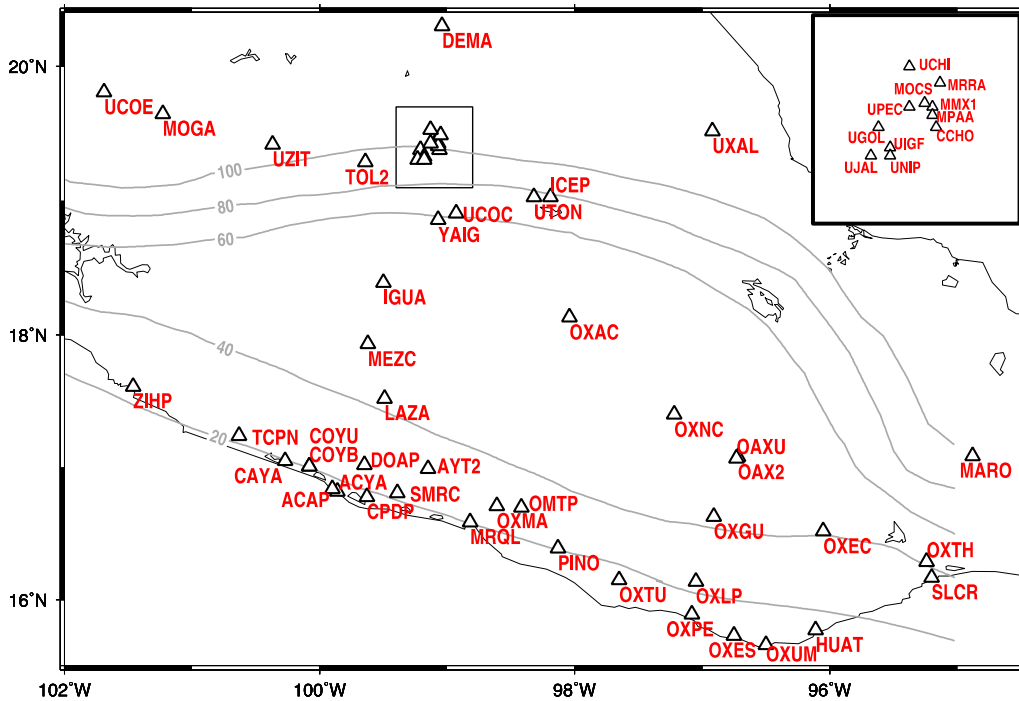 DEMA
20°N
UCOE
MOGA
UZIT
TOL2
UXAL
UCHI
MRRA
MOCS
UPEC
MMX1
MPAA
UGOL
CCHO
UIGF
UJAL
UNIP
100
80
60
ICEP
UTON
UCOC
YAIG
IGUA
OXAC
18°N
40
MEZC
ZIHP
LAZA
OXNC
20
TCPN
COYU
COYB
DOAP
AYT2
OAXU
OAX2
MARO
CAYA
ACYA
ACAP
SMRC
CPDP
OMTP
OXMA
MRQL
OXGU
OXEC
OXTH
PINO
SLCR
16°N
OXTU
OXLP
OXPE
OXES
OXUM
HUAT
102°W
100°W
98°W
96°W